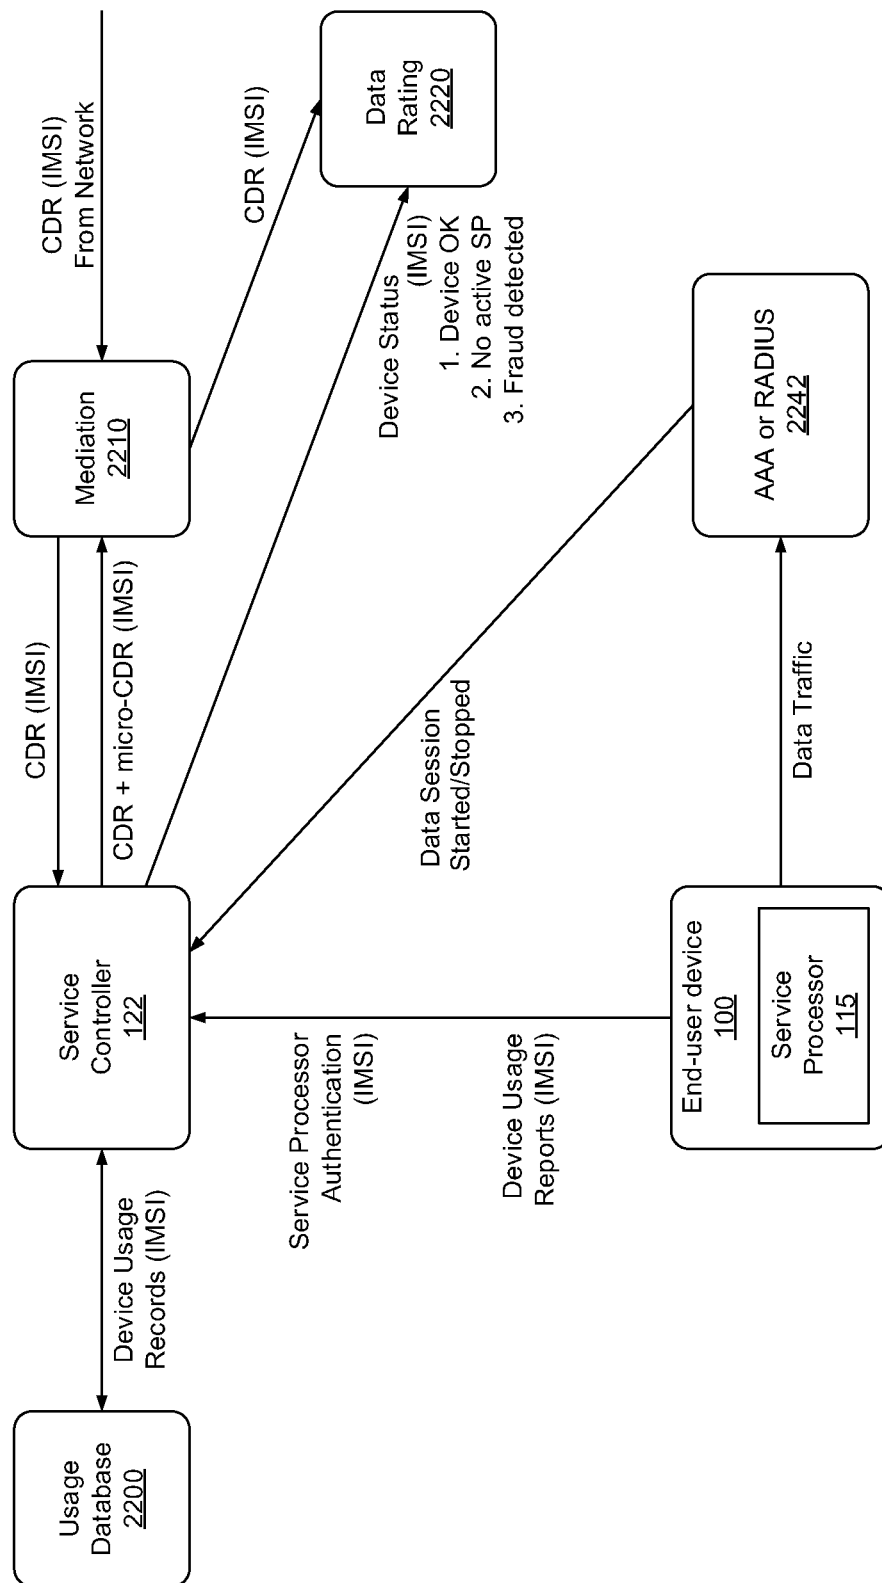 Usage
Database
2200
Device Usage
Records (IMSI)
Service
Controller
122
CDR (IMSI)
CDR + micro-CDR (IMSI)
Mediation
2210
CDR (IMSI)
From Network
CDR (IMSI)
Data
Rating
2220
Device Status
(IMSI)
1. Device OK
2. No active SP
3. Fraud detected
Service Processor
Authentication
(IMSI)
Device Usage
Reports (IMSI)
Data Session
Started/Stopped
End-user device
100
Service
Processor
115
Data Traffic
AAA or RADIUS
2242